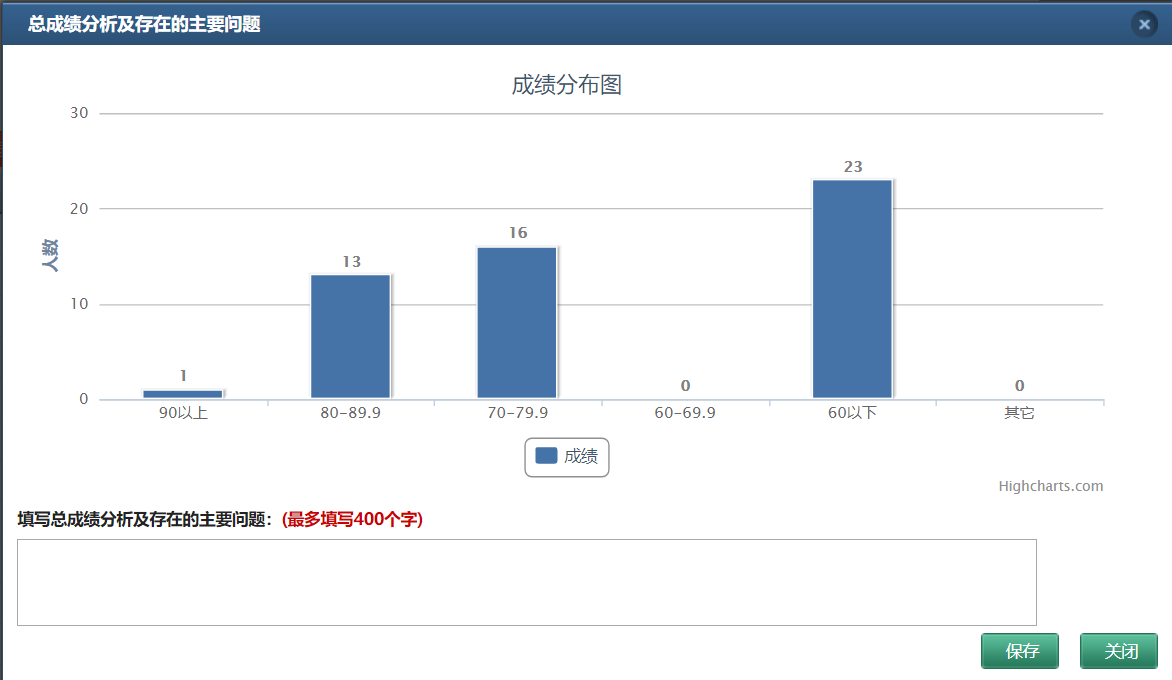 总成绩分析及存在的主要问题
成绩分布图
30
20
10
0
人数
1
13
16
0
23
0
90以上
80-89.9
70-79.9
60-69.9
60以下
其它
成绩
Highcharts.com
填写总成绩分析及存在的主要问题：(最多填写400个字)
保存
关闭